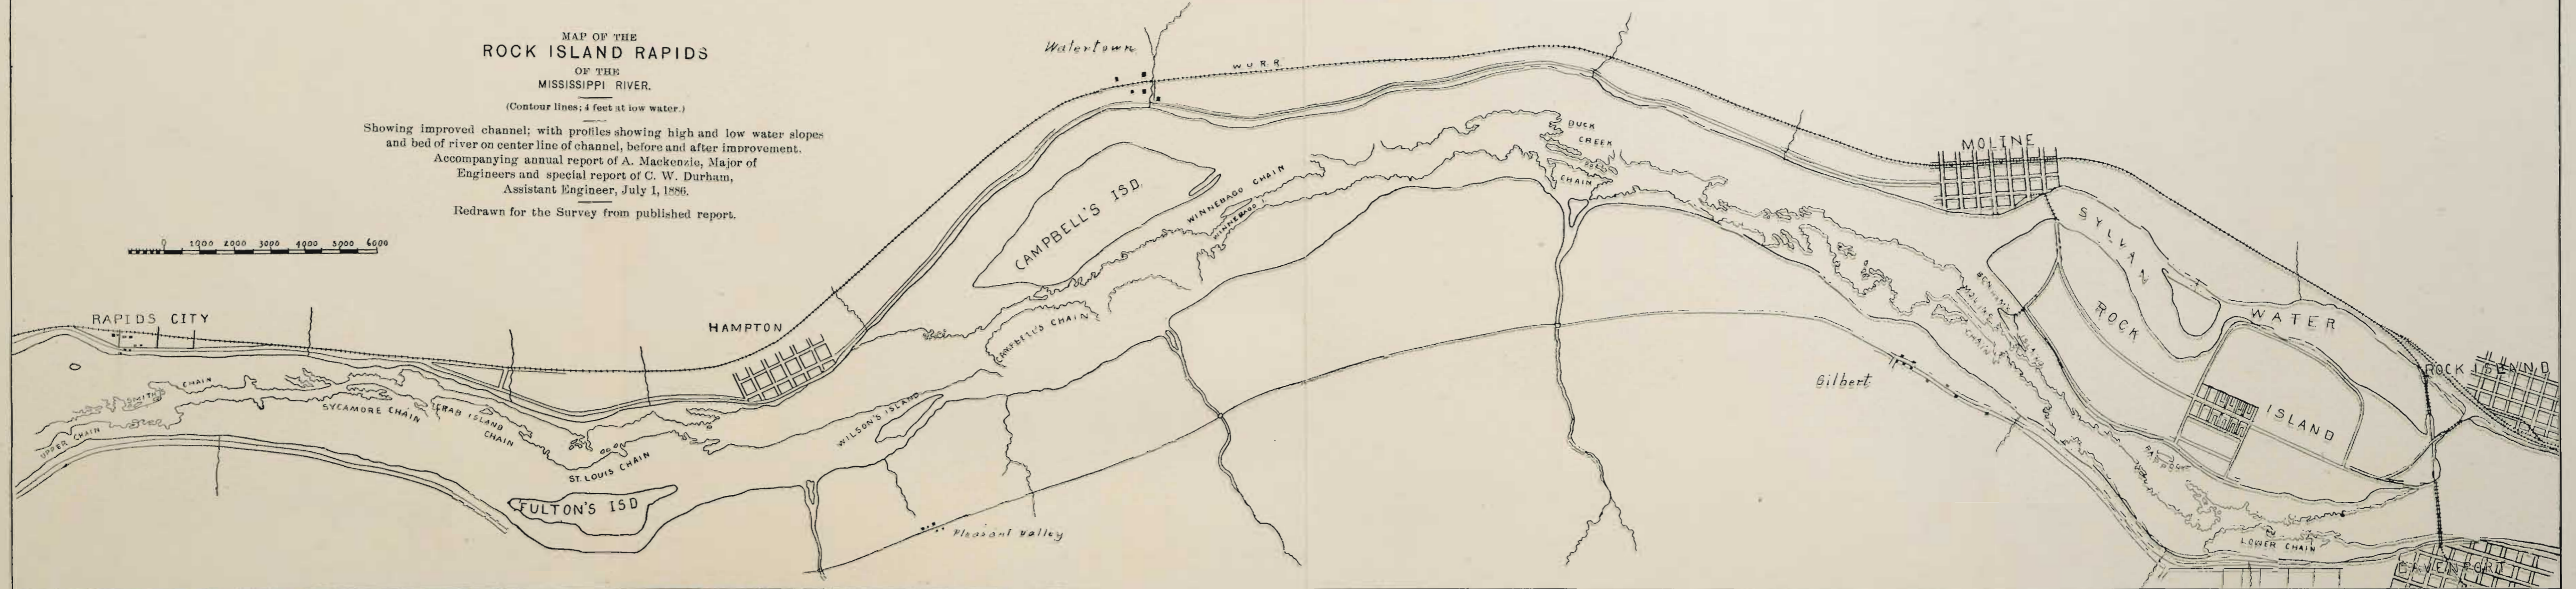 MAP OF THE
ROCK ISLAND RAPIDS
OF THE
MISSISSIPPI RIVER.
(Contour lines; 4 feet at low water.)
Showing improved channel; with profiles showing high and low water slopes
and bed of river on center line of channel, before and after improvement.
Accompanying annual report of A. Mackenzie, Major of
Engineers and special report of C. W. Durham,
Assistant Engineer, July 1, 1886.
Redrawn for the Survey from published report.
0 1000 2000 3000 4000 5000 6000
RAPIDS CITY
HAMPTON
Watertown
W U R R
MOLINE
SYLVAN
WATER
ROCK
ISLAND
ROCK ISLAND
CAMPBELL'S ISD.
WINNEBAGO CHAIN
WINNEBAGO I.
CAMPBELL'S CHAIN
DUCK
CREEK
CHAIN
MOLINE
CHAIN
SMITH'S
CHAIN
UPPER CHAIN
SYCAMORE CHAIN
CRAB ISLAND
CHAIN
ST. LOUIS CHAIN
FULTON'S ISD
WILSON'S ISLAND
Pleasant Valley
Gilbert
LOWER CHAIN
DAVENPORT